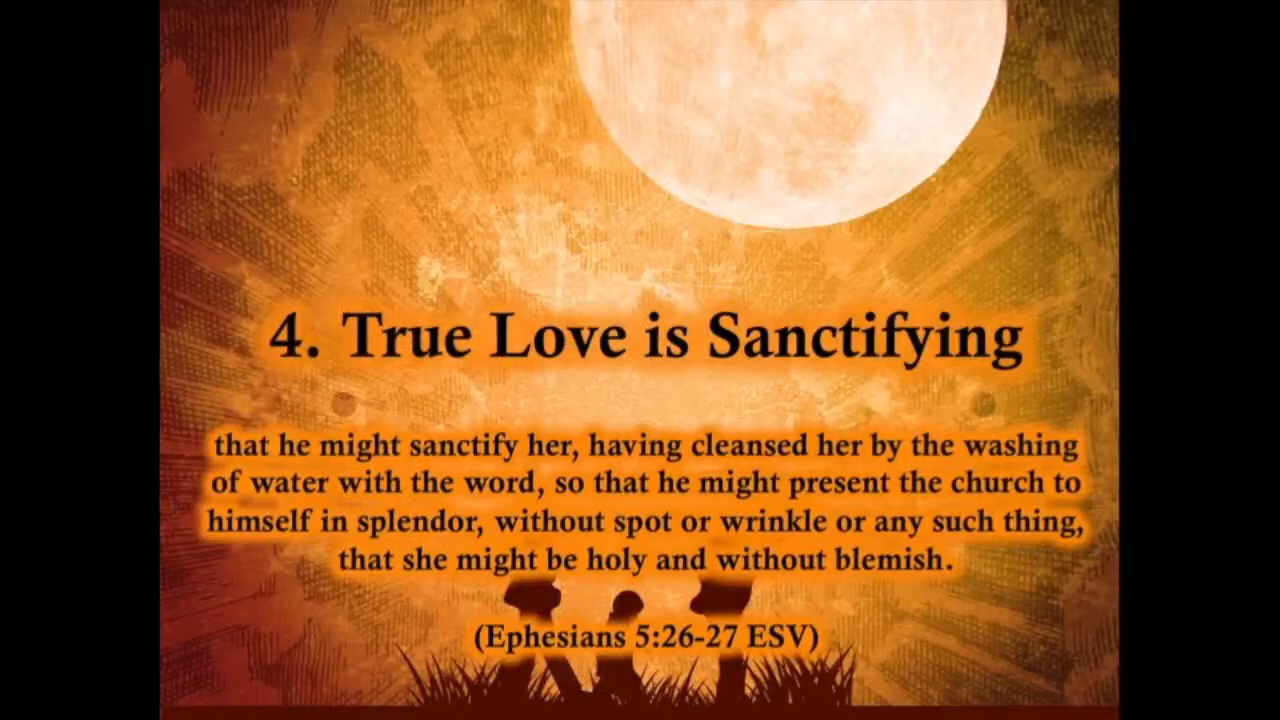 4. True Love is Sanctifying
that he might sanctify her, having cleansed her by the washing
of water with the word, so that he might present the church to
himself in splendor, without spot or wrinkle or any such thing,
that she might be holy and without blemish.
(Ephesians 5:26-27 ESV)